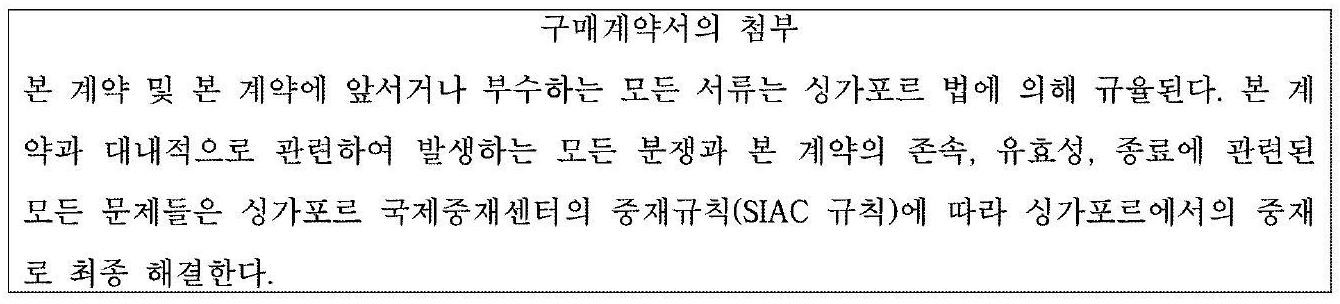 구매계약서의 첨부
본 계약 및 본 계약에 앞서거나 부수하는 모든 서류는 싱가포르 법에 의해 규율된다. 본 계
약과 대내적으로 관련하여 발생하는 모든 분쟁과 본 계약의 존속, 유효성, 종료에 관련된
모든 문제들은 싱가포르 국제중재센터의 중재규칙(SIAC 규칙)에 따라 싱가포르에서의 중재
로 최종 해결한다.